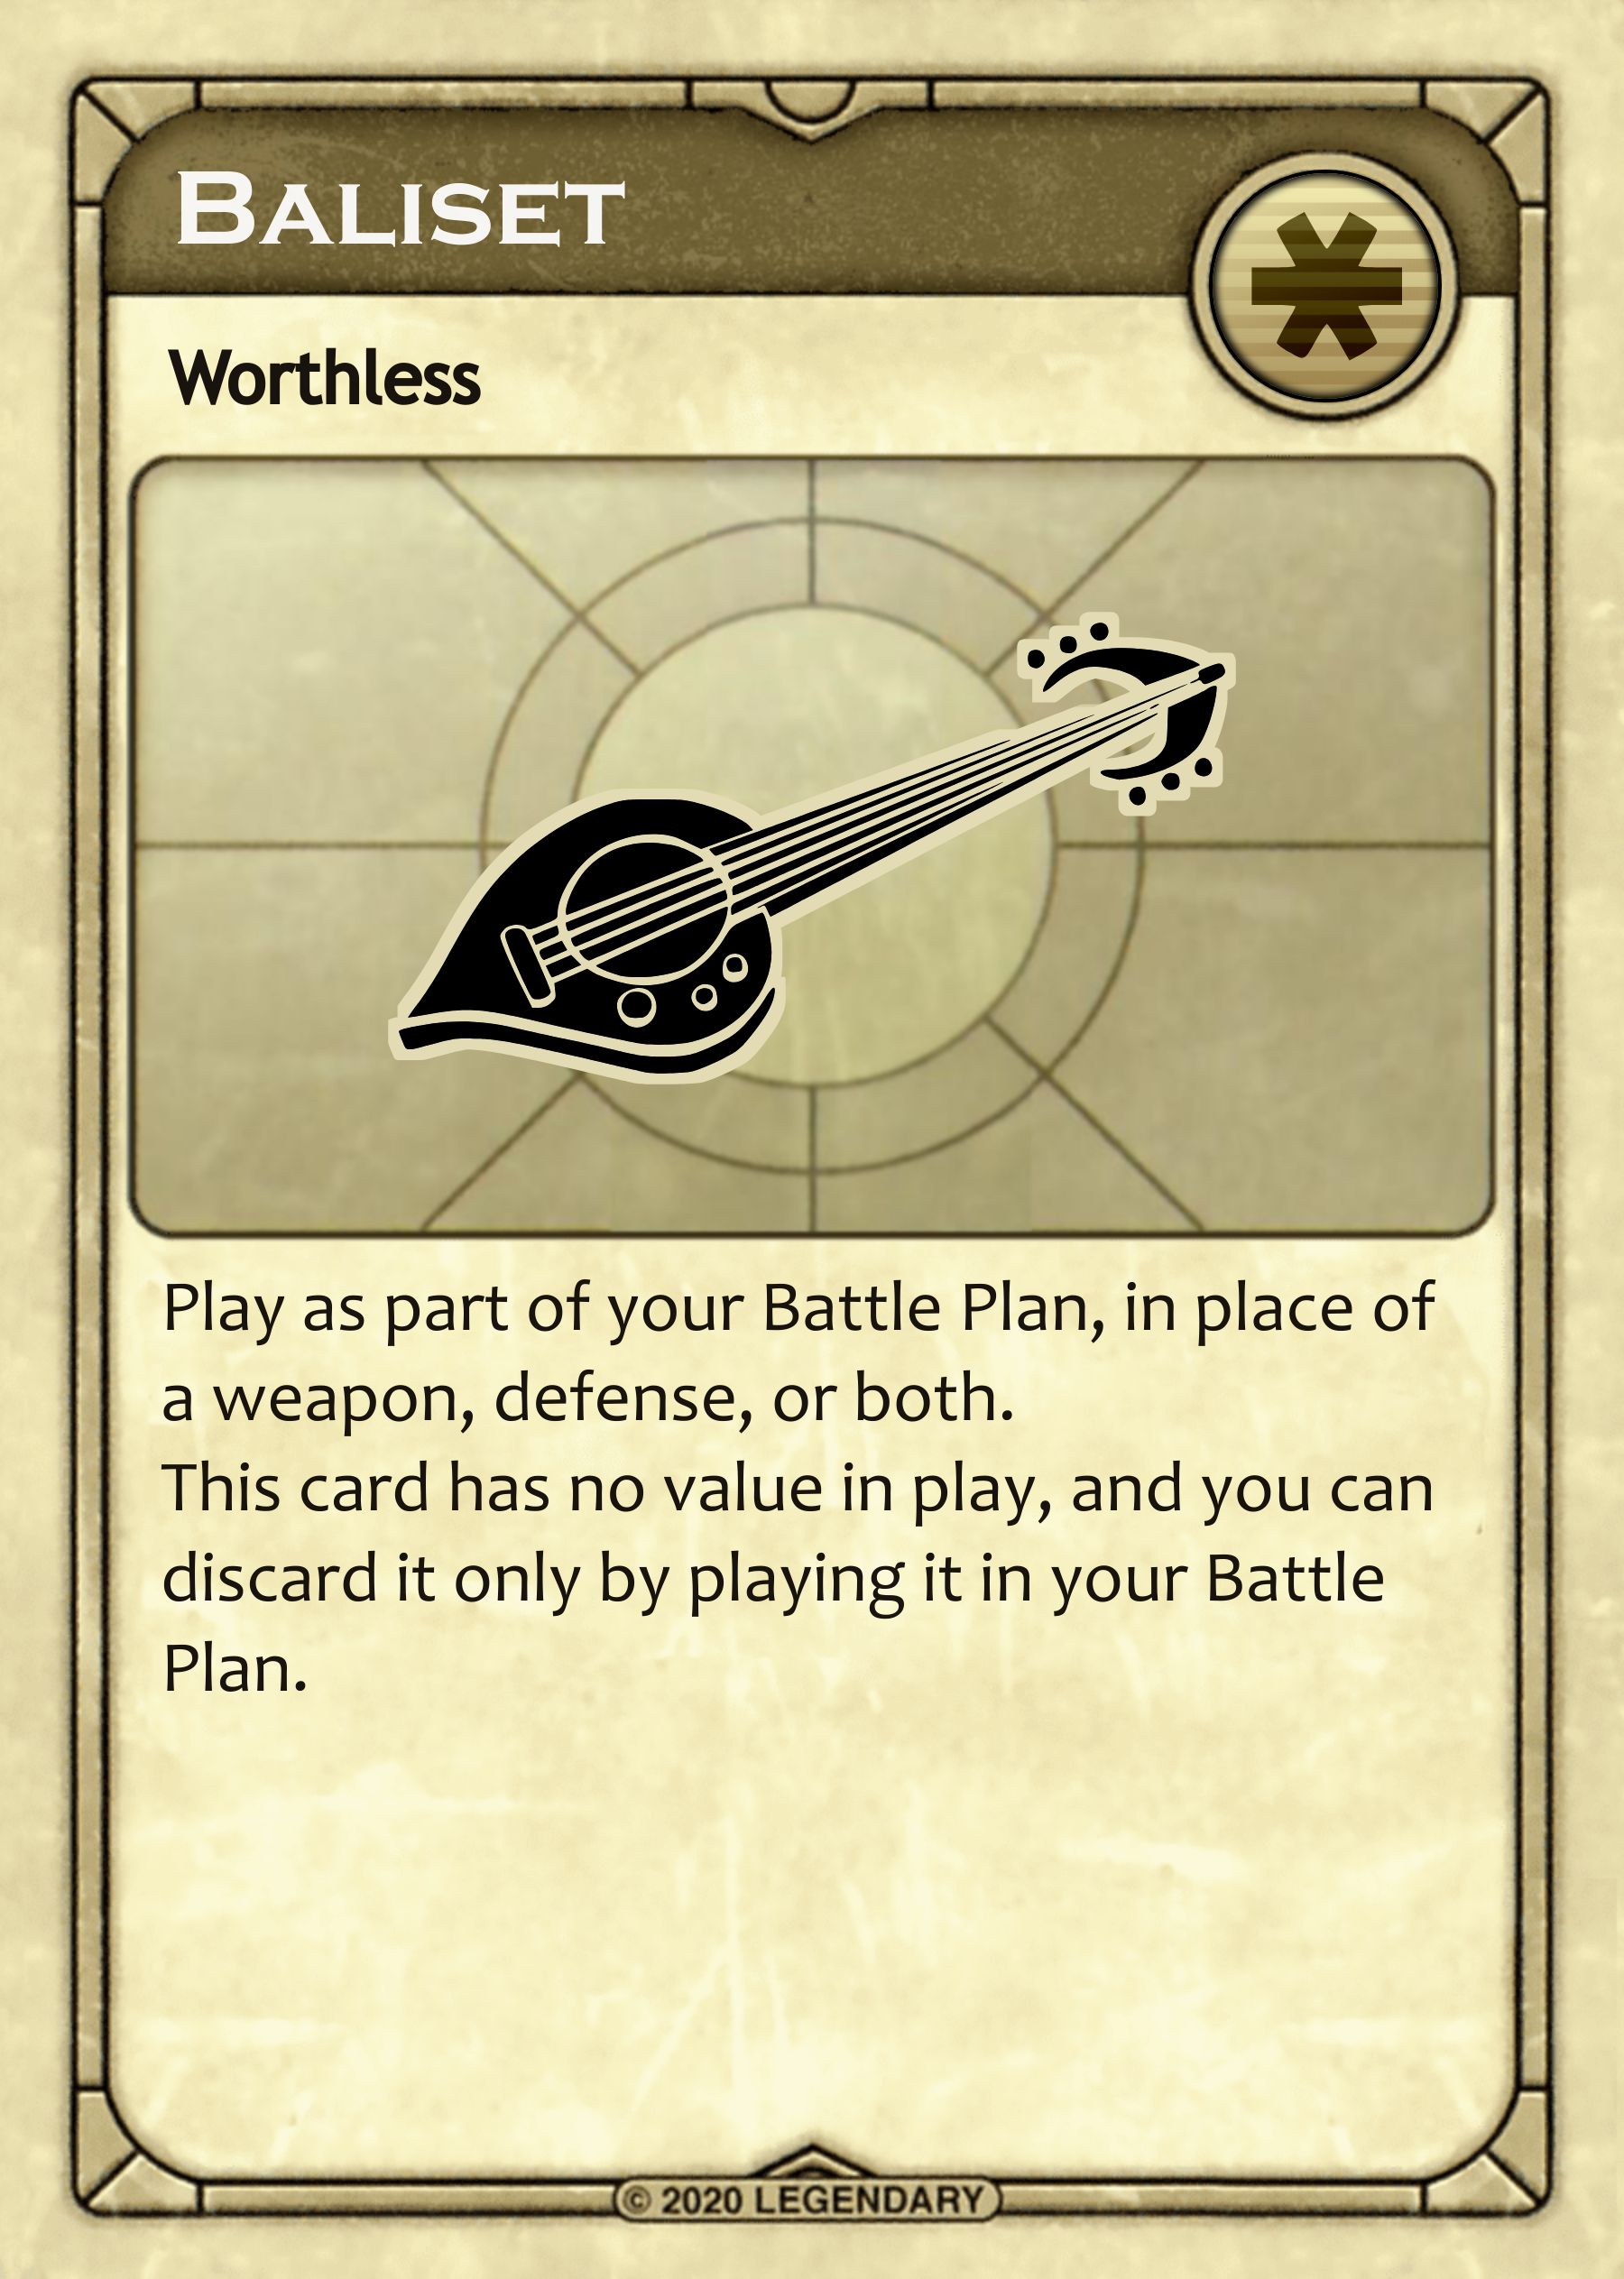 BALISET
Worthless
Play as part of your Battle Plan, in place of
a weapon, defense, or both.
This card has no value in play, and you can
discard it only by playing it in your Battle
Plan.
© 2020 LEGENDARY